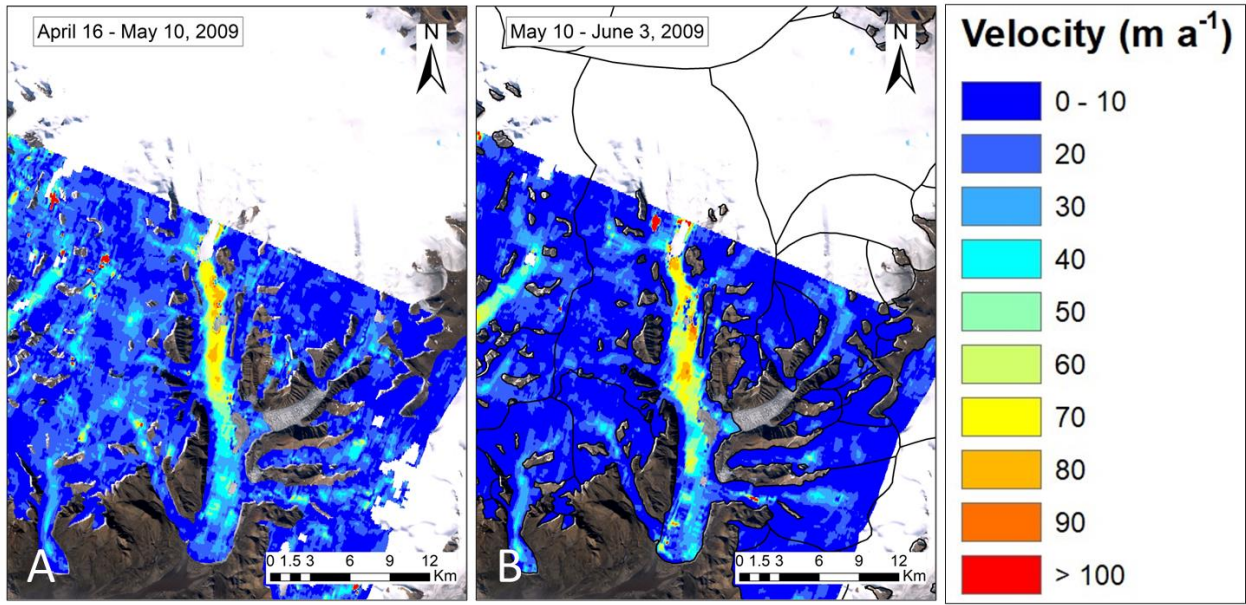 April 16 - May 10, 2009
N
A
0 1.5 3 6 9 12
Km
May 10 - June 3, 2009
N
B
0 1.5 3 6 9 12
Km
Velocity (m a⁻¹)
0 - 10
20
30
40
50
60
70
80
90
> 100